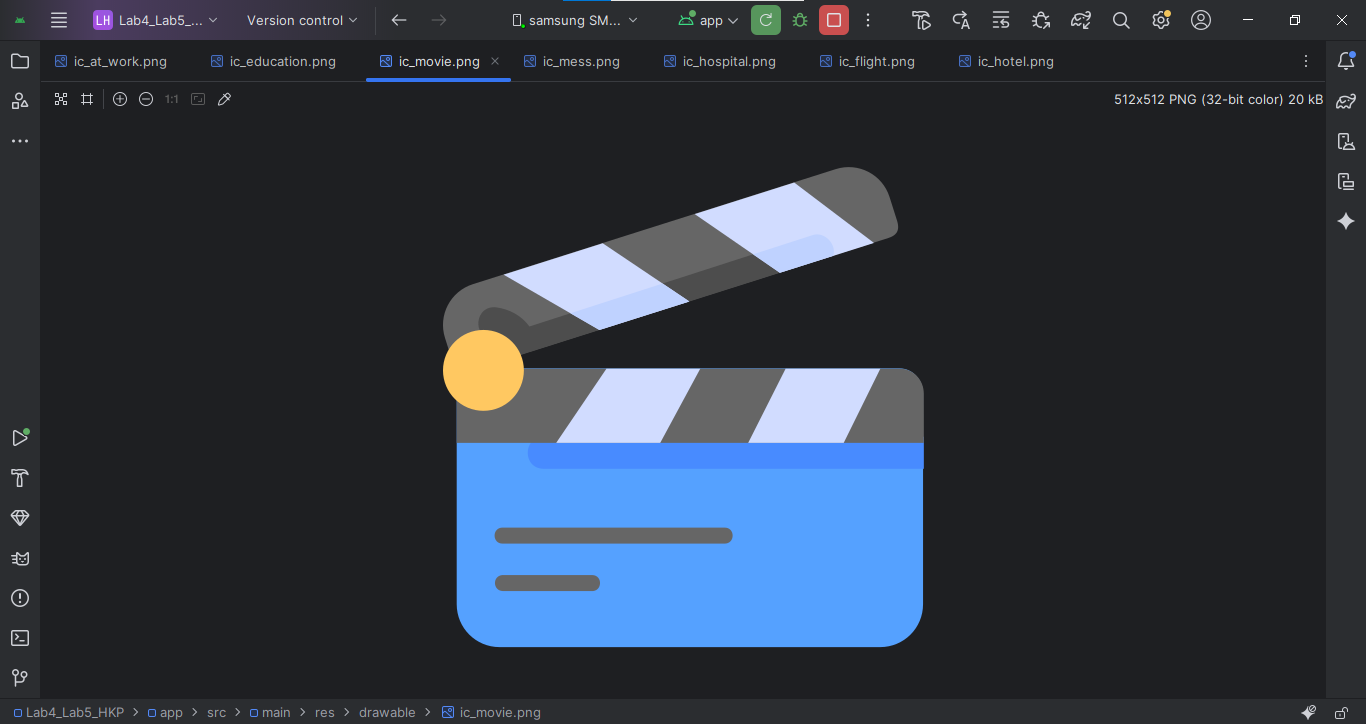 LH Lab4_Lab5_... Version control samsung SM... app
ic_at_work.png ic_education.png ic_movie.png ic_mess.png ic_hospital.png ic_flight.png ic_hotel.png
1:1 512x512 PNG (32-bit color) 20 kB
Lab4_Lab5_HKP > app > src > main > res > drawable > ic_movie.png